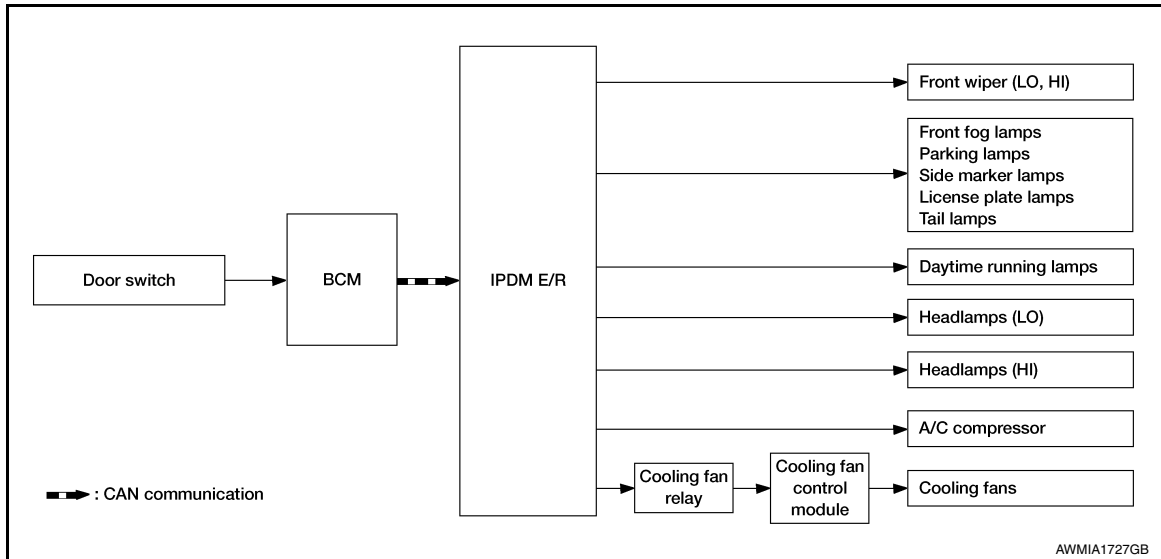 Door switch
BCM
IPDM E/R
Front wiper (LO, HI)
Front fog lamps
Parking lamps
Side marker lamps
License plate lamps
Tail lamps
Daytime running lamps
Headlamps (LO)
Headlamps (HI)
A/C compressor
Cooling fan
relay
Cooling fan
control
module
Cooling fans
: CAN communication
AWMIA1727GB